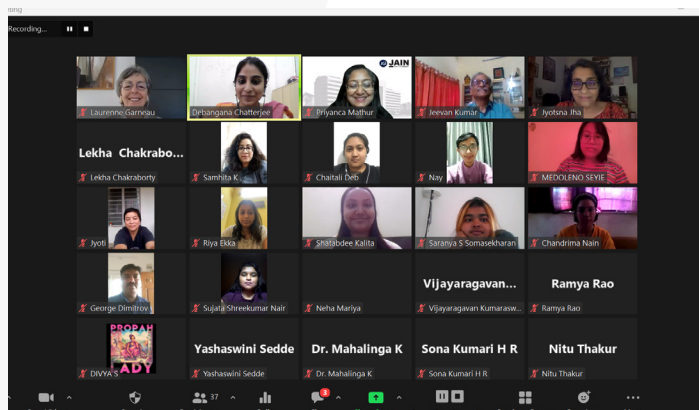 Recording...
JAIN
Laurenne Garneau
Debangana Chatterjee
Priyanca Mathur
Jeevan Kumar
Jyotsna Jha
Lekha Chakrabo...
Lekha Chakraborty
Samhita K
Chaitali Deb
Nay
MEDOLENO SEYIE
Jyoti
Riya Ekka
Shatabdee Kalita
Saranya S Somasekharan
Chandrima Nain
Vijayaragavan...
Ramya Rao
George Dimitrov
Sujata Shreekumar Nair
Neha Mariya
Vijayaragavan Kumarasw...
Ramya Rao
PROPAH
LADY
Yashaswini Sedde
Dr. Mahalinga K
Sona Kumari H R
Nitu Thakur
DIVYA S
Yashaswini Sedde
Dr. Mahalinga K
Sona Kumari H R
Nitu Thakur
37
3